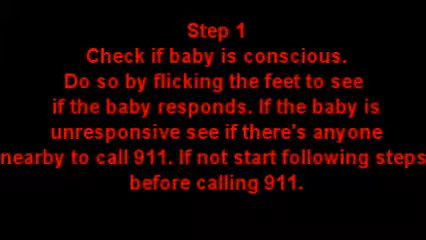 Step 1
Check if baby is conscious.
Do so by flicking the feet to see
if the baby responds. If the baby is
unresponsive see if there's anyone
nearby to call 911. If not start following steps
before calling 911.